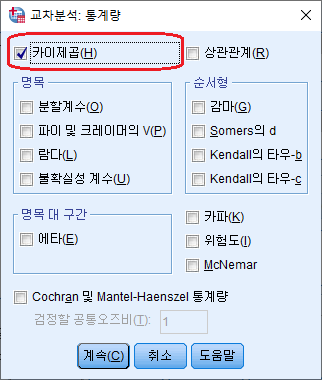 교차분석: 통계량
카이제곱(H)
상관관계(R)
명목
분할계수(O)
파이 및 크레이머의 V(P)
람다(L)
불확실성 계수(U)
순서형
감마(G)
Somers의 d
Kendall의 타우-b
Kendall의 타우-c
명목 대 구간
에타(E)
카파(K)
위험도(I)
McNemar
Cochran 및 Mantel-Haenszel 통계량
검정할 공통오즈비(T): 1
계속(C) 취소 도움말